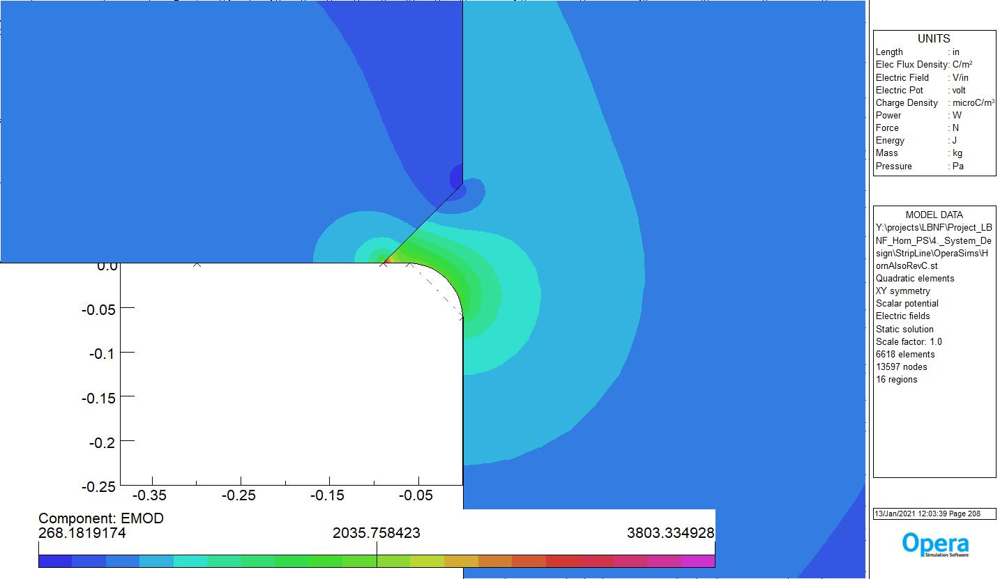 0.0
-0.05
-0.1
-0.15
-0.2
-0.25
-0.35
-0.25
-0.15
-0.05
Component: EMOD
268.1819174
2035.758423
3803.334928
UNITS
Length : in
Elec Flux Density: C/m²
Electric Field : V/in
Electric Pot : volt
Charge Density : microC/m³
Power : W
Force : N
Energy : J
Mass : kg
Pressure : Pa
MODEL DATA
Y:\projects\LBNF\Project_LB
NF_Horn_PS\4._System_De
sign\StripLine\OperaSims\H
ornAlsoRevC.st
Quadratic elements
XY symmetry
Scalar potential
Electric fields
Static solution
Scale factor: 1.0
6618 elements
13597 nodes
16 regions
13/Jan/2021 12:03:39 Page 208
Opera
Simulation Software